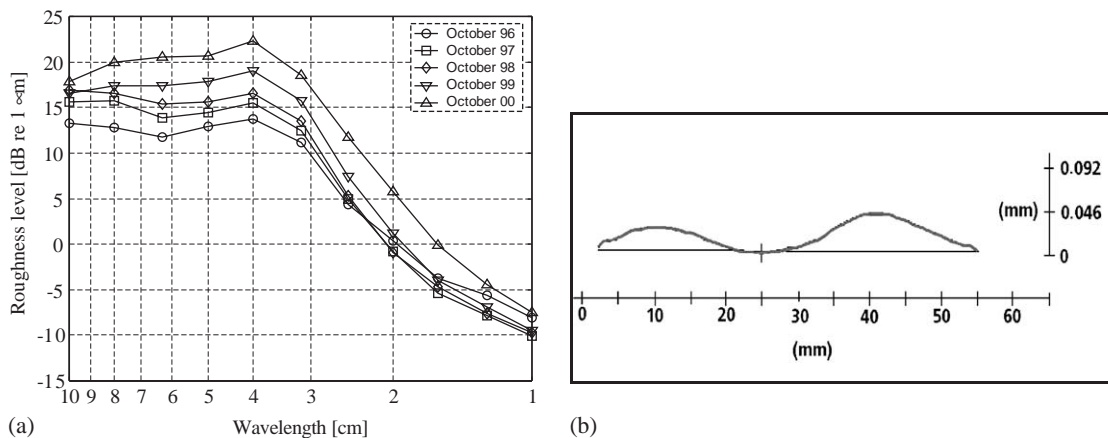 25
20
15
10
5
0
-5
-10
-15
Roughness level [dB re 1 ∝m]
October 96
October 97
October 98
October 99
October 00
10 9 8 7 6 5 4 3 2 1
Wavelength [cm]
(a)
0.092
(mm) 0.046
0
0 10 20 30 40 50 60
(mm)
(b)